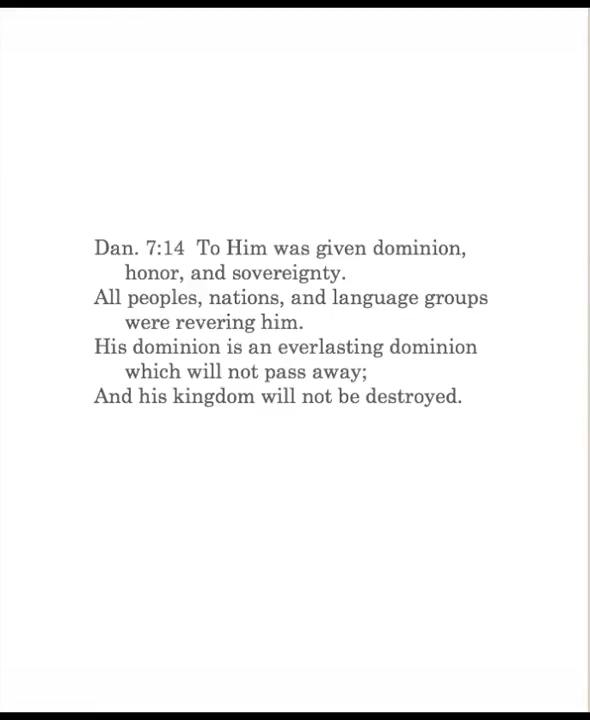 Dan. 7:14 To Him was given dominion,
honor, and sovereignty.
All peoples, nations, and language groups
were revering him.
His dominion is an everlasting dominion
which will not pass away;
And his kingdom will not be destroyed.